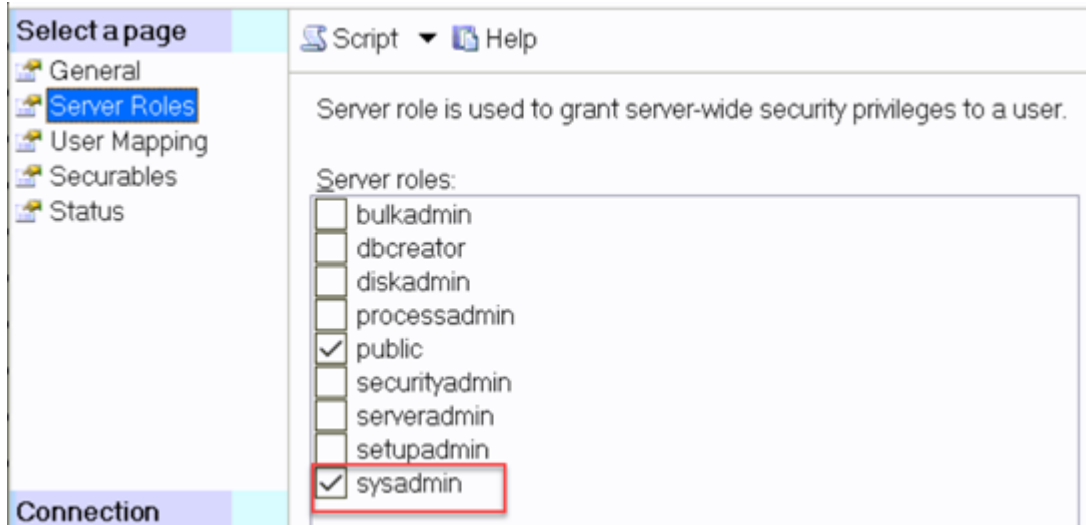 Select a page
General
Server Roles
User Mapping
Securables
Status
Connection
Script Help
Server role is used to grant server-wide security privileges to a user.
Server roles:
bulkadmin
dbcreator
diskadmin
processadmin
public
securityadmin
serveradmin
setupadmin
sysadmin